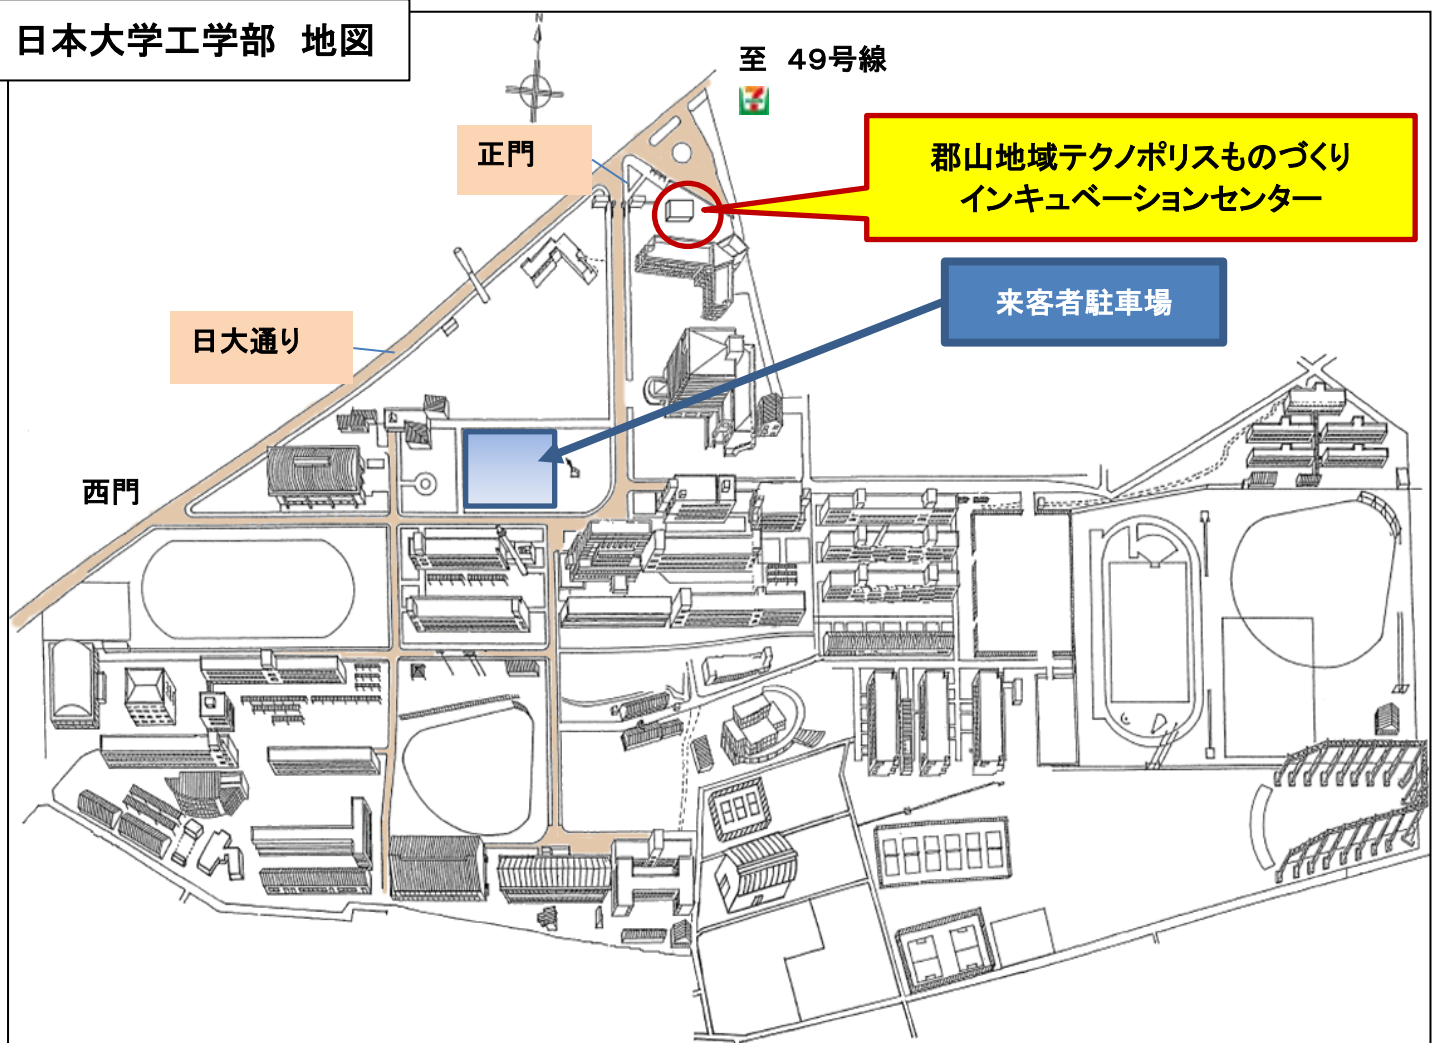 日本大学工学部　地図
N
至　49号線
正門
郡山地域テクノポリスものづくり
インキュベーションセンター
来客者駐車場
日大通り
西門